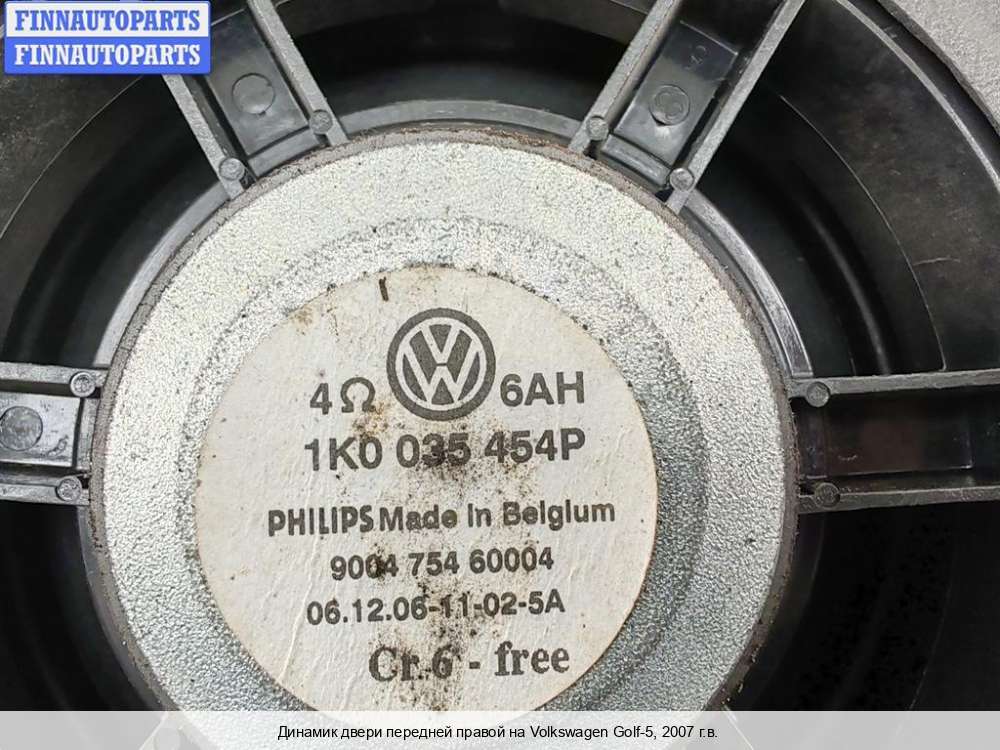 FINNAUTOPARTS
FINNAUTOPARTS
4Ω VW 6AH
1K0 035 454P
PHILIPS Made in Belgium
9004 754 60004
06.12.06-11-02-5A
Cr.6 - free
Динамик двери передней правой на Volkswagen Golf-5, 2007 г.в.